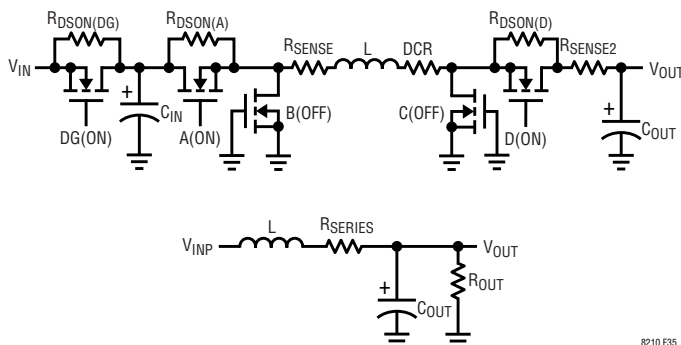 RDSON(DG)
RDSON(A)
RSENSE
L
DCR
RDSON(D)
RSENSE2
VIN
VOUT
+
CIN
B(OFF)
C(OFF)
+
COUT
DG(ON)
A(ON)
D(ON)
L
RSERIES
VINP
VOUT
+
COUT
ROUT
8210 F35